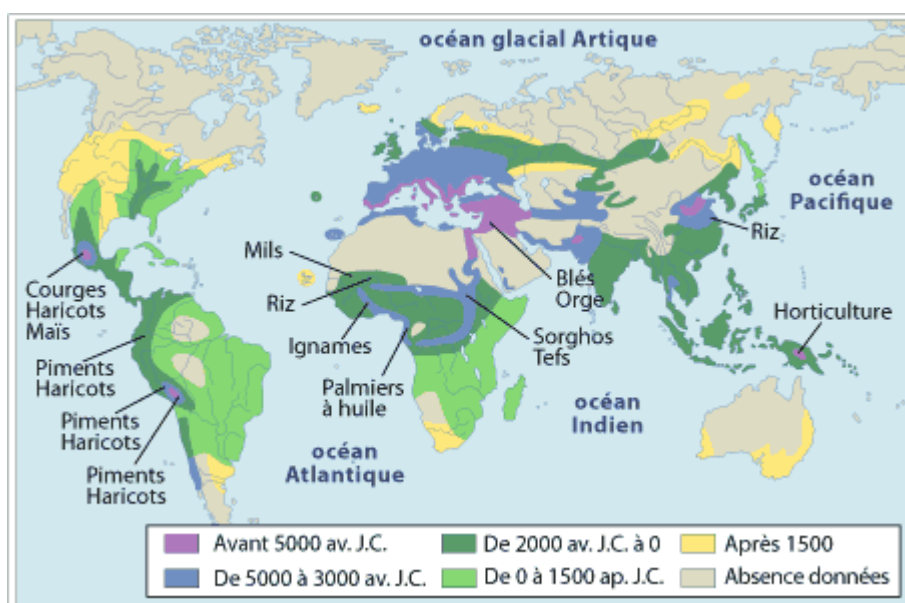 océan glacial Artique
océan
Pacifique
Riz
Mils
Riz
Ignames
Palmiers
à huile
Blés
Orge
Sorghos
Tefs
Horticulture
Courges
Haricots
Maïs
Piments
Haricots
Piments
Haricots
Piments
Haricots
océan
Atlantique
océan
Indien
Avant 5000 av. J.C.
De 2000 av. J.C. à 0
Après 1500
De 5000 à 3000 av. J.C.
De 0 à 1500 ap. J.C.
Absence données